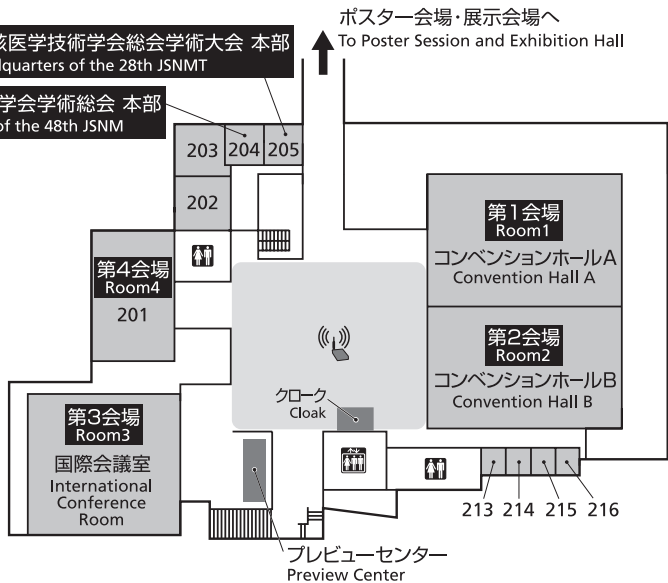 ポスター会場・展示会場へ
To Poster Session and Exhibition Hall
核医学技術学会総会学術大会 本部
dquarters of the 28th JSNMT
学会学術総会 本部
of the 48th JSNM
203
204
205
202
第1会場
Room1
コンベンションホールA
Convention Hall A
第4会場
Room4
201
第2会場
Room2
コンベンションホールB
Convention Hall B
クローク
Cloak
第3会場
Room3
国際会議室
International
Conference
Room
213
214
215
216
プレビューセンター
Preview Center